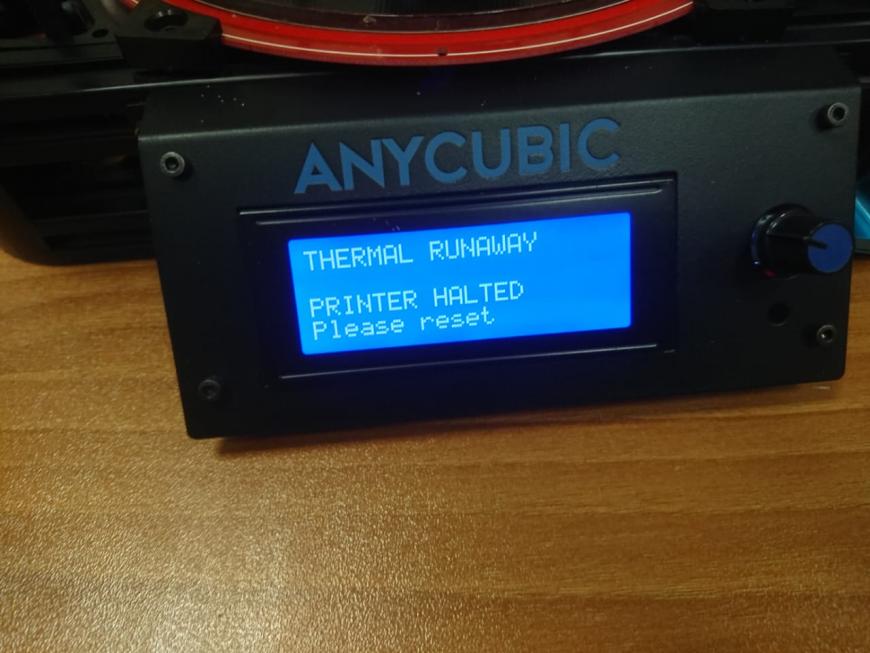 ANYCUBIC
THERMAL RUNAWAY
PRINTER HALTED
Please reset